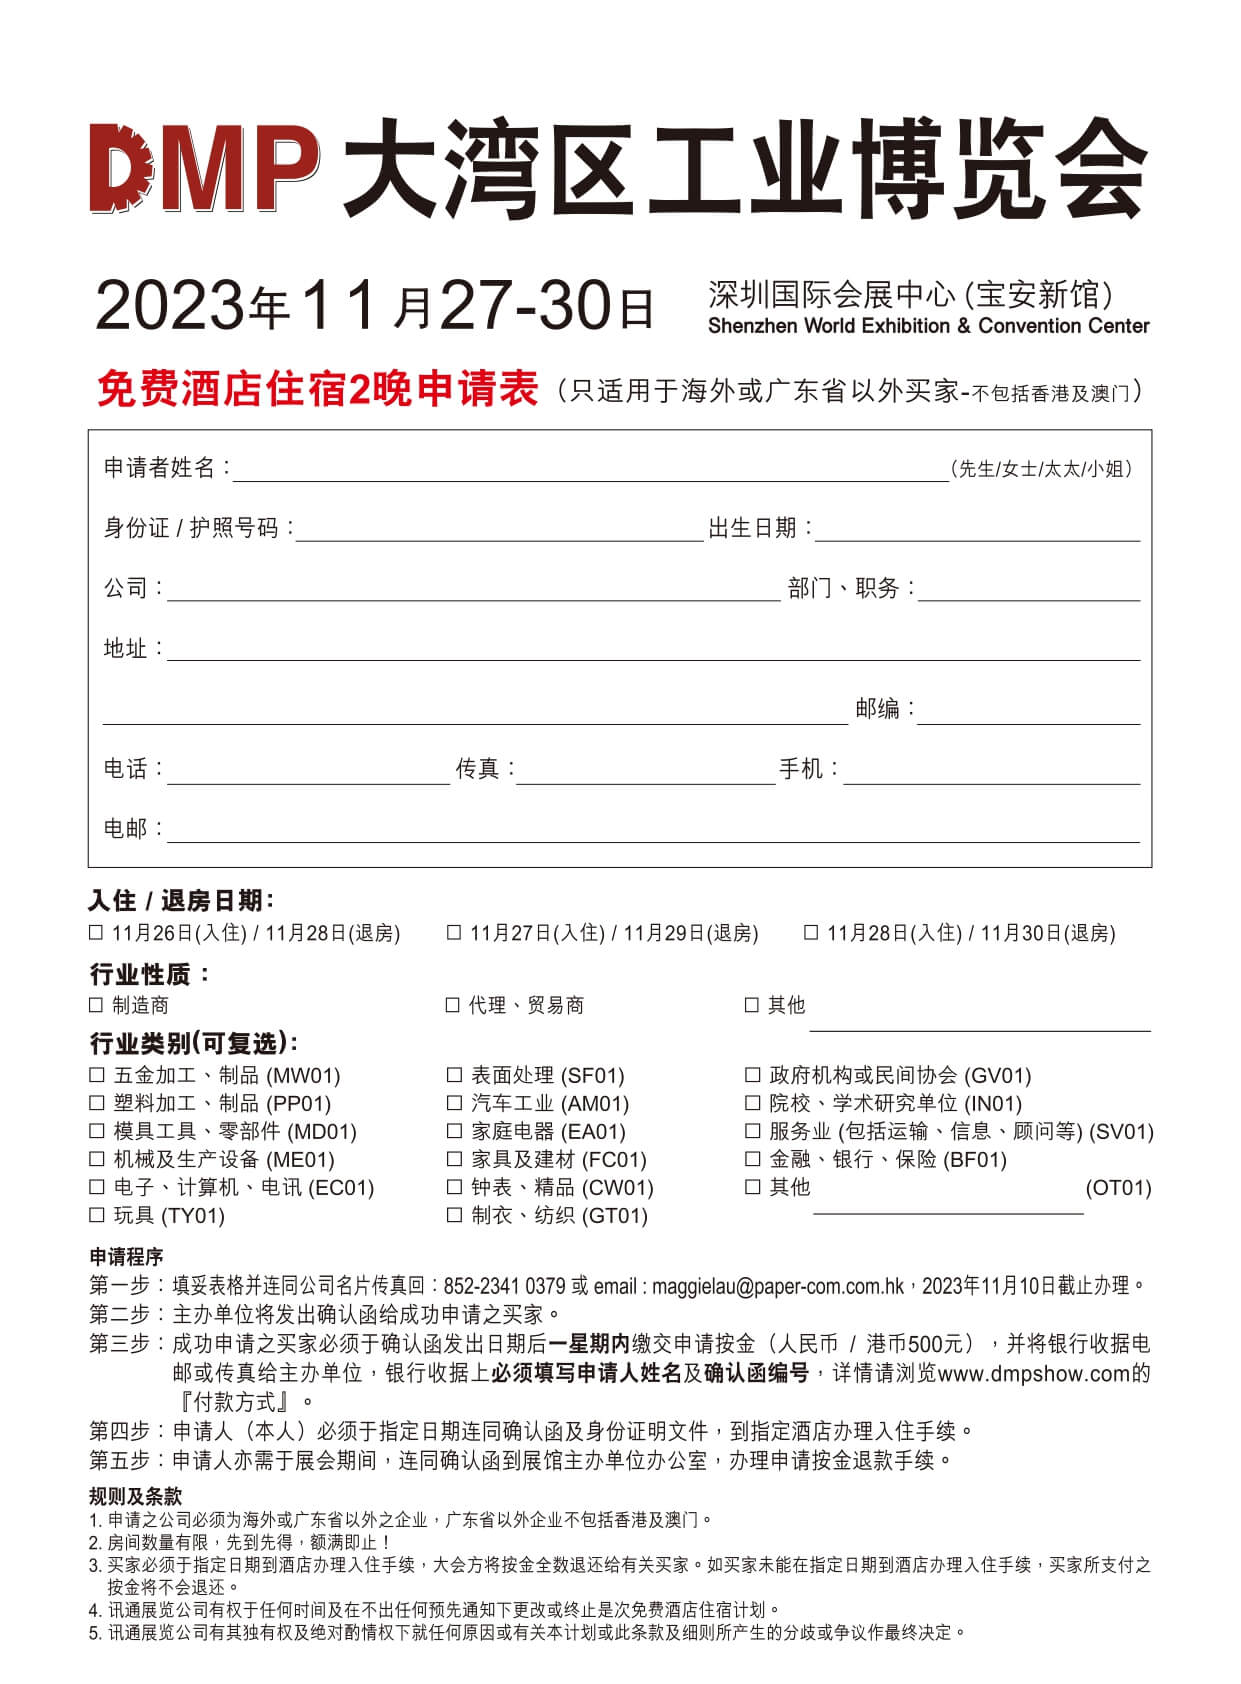 DMP 大湾区工业博览会
2023年11月27-30日
深圳国际会展中心 (宝安新馆)
Shenzhen World Exhibition & Convention Center
免费酒店住宿2晚申请表（只适用于海外或广东省以外买家-不包括香港及澳门）
申请者姓名：（先生/女士/太太/小姐）
身份证 / 护照号码：出生日期：
公司：部门、职务：
地址：
邮编：
电话：传真：手机：
电邮：
入住 / 退房日期：
□ 11月26日(入住) / 11月28日(退房) □ 11月27日(入住) / 11月29日(退房) □ 11月28日(入住) / 11月30日(退房)
行业性质：
□ 制造商 □ 代理、贸易商 □ 其他
行业类别(可复选)：
□ 五金加工、制品 (MW01) □ 表面处理 (SF01) □ 政府机构或民间协会 (GV01)
□ 塑料加工、制品 (PP01) □ 汽车工业 (AM01) □ 院校、学术研究单位 (IN01)
□ 模具工具、零部件 (MD01) □ 家庭电器 (EA01) □ 服务业 (包括运输、信息、顾问等) (SV01)
□ 机械及生产设备 (ME01) □ 家具及建材 (FC01) □ 金融、银行、保险 (BF01)
□ 电子、计算机、电讯 (EC01) □ 钟表、精品 (CW01) □ 其他 (OT01)
□ 玩具 (TY01) □ 制衣、纺织 (GT01)
申请程序
第一步：填妥表格并连同公司名片传真回：852-2341 0379 或 email : maggielau@paper-com.com.hk，2023年11月10日截止办理。
第二步：主办单位将发出确认函给成功申请之买家。
第三步：成功申请之买家必须于确认函发出日期后一星期内缴交申请按金（人民币 / 港币500元），并将银行收据电
邮或传真给主办单位，银行收据上必须填写申请人姓名及确认函编号，详情请浏览www.dmpshow.com的
『付款方式』。
第四步：申请人（本人）必须于指定日期连同确认函及身份证明文件，到指定酒店办理入住手续。
第五步：申请人亦需于展会期间，连同确认函到展馆主办单位办公室，办理申请按金退款手续。
规则及条款
1. 申请之公司必须为海外或广东省以外之企业，广东省以外企业不包括香港及澳门。
2. 房间数量有限，先到先得，额满即止！
3. 买家必须于指定日期到酒店办理入住手续，大会方将按金全数退还给有关买家。如买家未能在指定日期到酒店办理入住手续，买家所支付之
按金将不会退还。
4. 讯通展览公司有权于任何时间及在不出任何预先通知下更改或终止是次免费酒店住宿计划。
5. 讯通展览公司有其独有权及绝对酌情权下就任何原因或有关本计划或此条款及细则所产生的分歧或争议作最终决定。